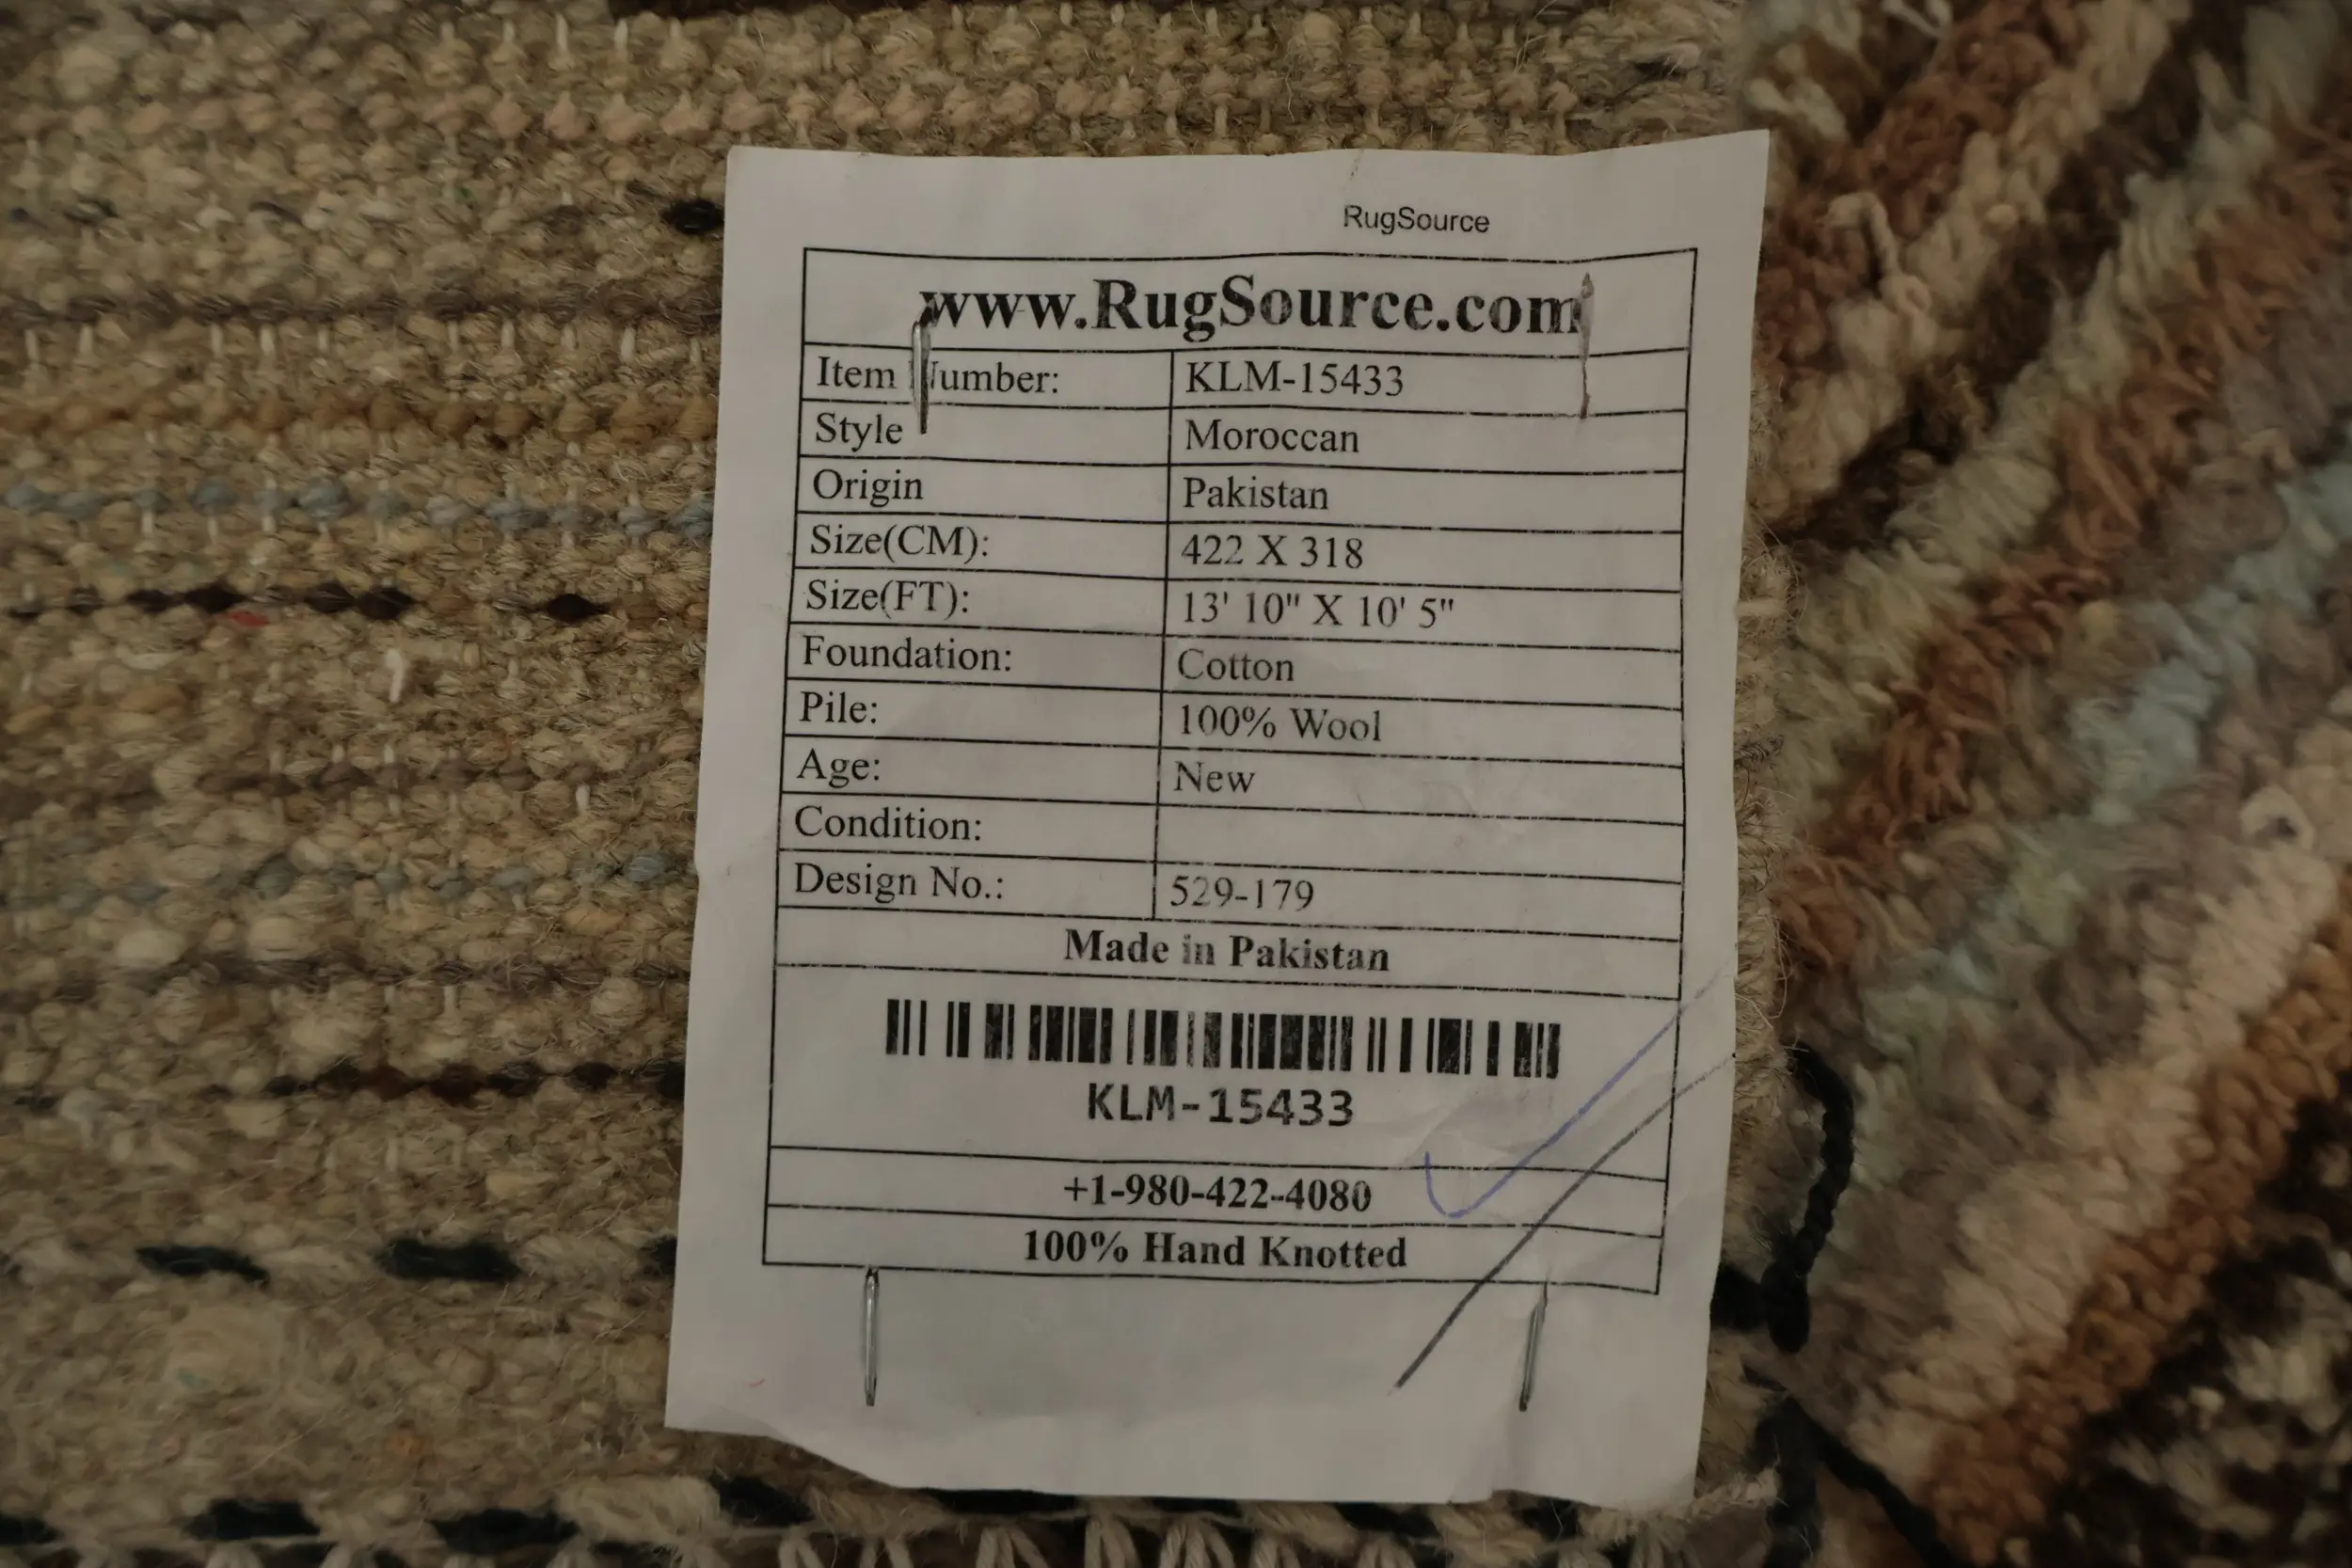 RugSource
www.RugSource.com
Item Number: KLM-15433
Style Moroccan
Origin Pakistan
Size(CM): 422 X 318
Size(FT): 13' 10" X 10' 5"
Foundation: Cotton
Pile: 100% Wool
Age: New
Condition:
Design No.: 529-179
Made in Pakistan
KLM-15433
+1-980-422-4080
100% Hand Knotted